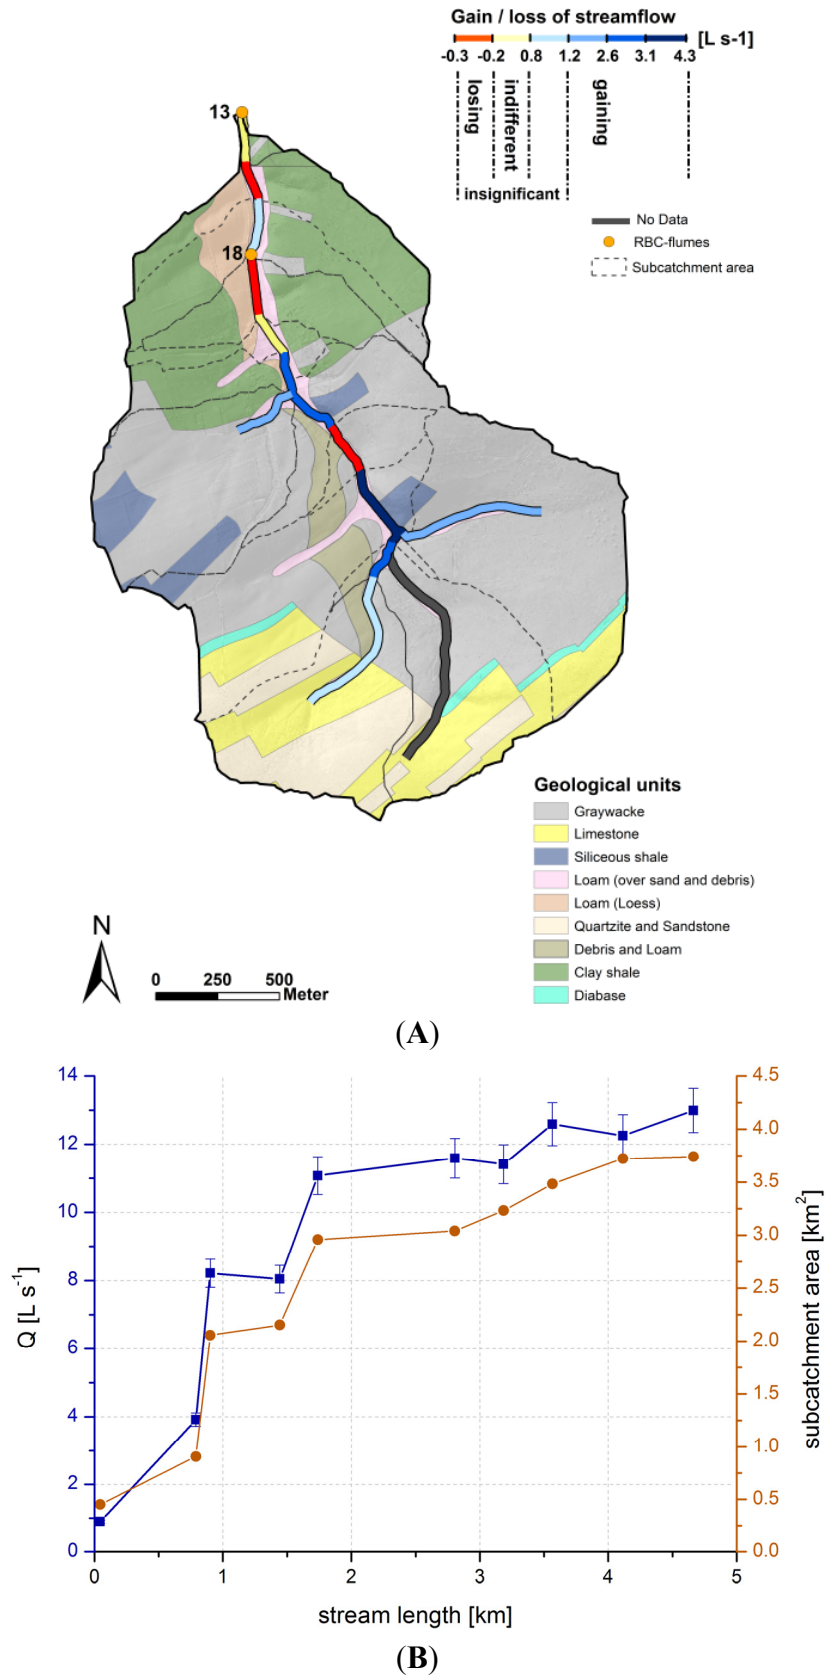 Gain / loss of streamflow
[L s-1]
-0.3 -0.2 0.8 1.2 2.6 3.1 4.3
losing
indifferent
gaining
insignificant
No Data
RBC-flumes
Subcatchment area
13
18
Geological units
Graywacke
Limestone
Siliceous shale
Loam (over sand and debris)
Loam (Loess)
Quartzite and Sandstone
Debris and Loam
Clay shale
Diabase
N
0 250 500
Meter
(A)
14
12
10
8
6
4
2
0
Q [L s-1]
4.5
4.0
3.5
3.0
2.5
2.0
1.5
1.0
0.5
0.0
subcatchment area [km2]
0 1 2 3 4 5
stream length [km]
(B)